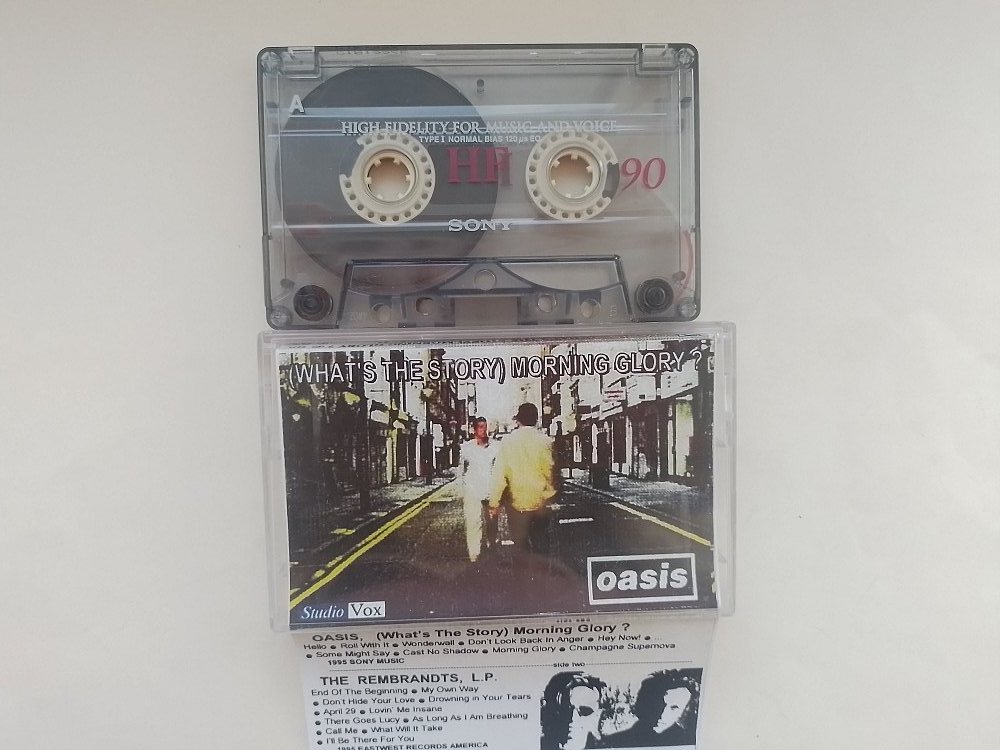 A
HIGH FIDELITY FOR MUSIC AND VOICE
TYPE I NORMAL BIAS 120 µs EQ
HF 90
SONY
(WHAT'S THE STORY) MORNING GLORY ?
oasis
Studio Vox
side one
OASIS, (What's The Story) Morning Glory ?
Hello ● Roll With It ● Wonderwall ● Don't Look Back In Anger ● Hey Now! ● ...
● Some Might Say ● Cast No Shadow ● Morning Glory ● Champagne Supernova
1995 SONY MUSIC
side two
THE REMBRANDTS, L.P.
End Of The Beginning ● My Own Way
● Don't Hide Your Love ● Drowning in Your Tears
● April 29 ● Lovin' Me Insane
● There Goes Lucy ● As Long As I Am Breathing
● Call Me ● What Will It Take
● I'll Be There For You
1995 EASTWEST RECORDS AMERICA